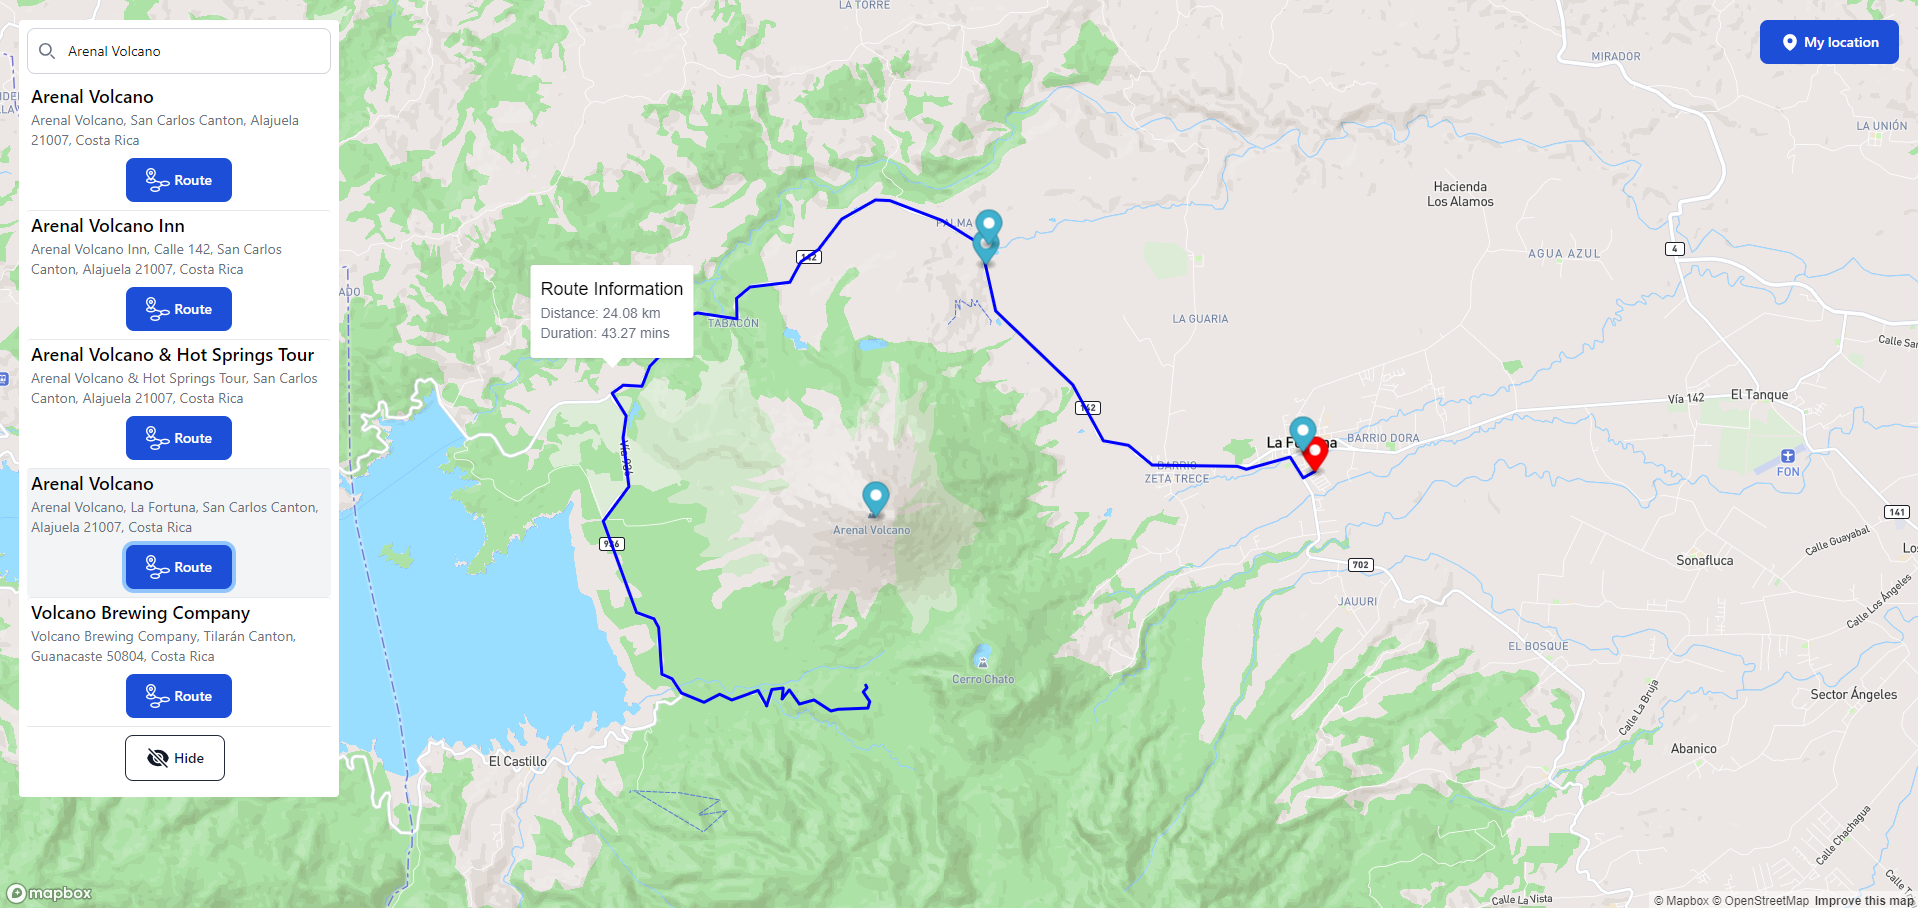 Arenal Volcano
Arenal Volcano
Arenal Volcano, San Carlos Canton, Alajuela
21007, Costa Rica
Route
Arenal Volcano Inn
Arenal Volcano Inn, Calle 142, San Carlos
Canton, Alajuela 21007, Costa Rica
Route
Arenal Volcano & Hot Springs Tour
Arenal Volcano & Hot Springs Tour, San Carlos
Canton, Alajuela 21007, Costa Rica
Route
Arenal Volcano
Arenal Volcano, La Fortuna, San Carlos Canton,
Alajuela 21007, Costa Rica
Route
Volcano Brewing Company
Volcano Brewing Company, Tilarán Canton,
Guanacaste 50804, Costa Rica
Route
Hide
My location
Route Information
Distance: 24.08 km
Duration: 43.27 mins
LA TORRE
MIRADOR
LA UNIÓN
Hacienda
Los Alamos
PALMA
142
4
AGUA AZUL
TABACÓN
LA GUARIA
Calle San
El Tanque
Vía 142
142
BARRIO DORA
BARRIO
ZETA TRECE
FON
Vía 936
936
Arenal Volcano
141
Calle Guayabal
Los
Sonafluca
702
JAUURI
Calle Los Ángeles
EL BOSQUE
Cerro Chato
Calle La Bruja
Sector Ángeles
Abanico
El Castillo
Calle Chachagua
Calle La Vista
mapbox
© Mapbox © OpenStreetMap Improve this map